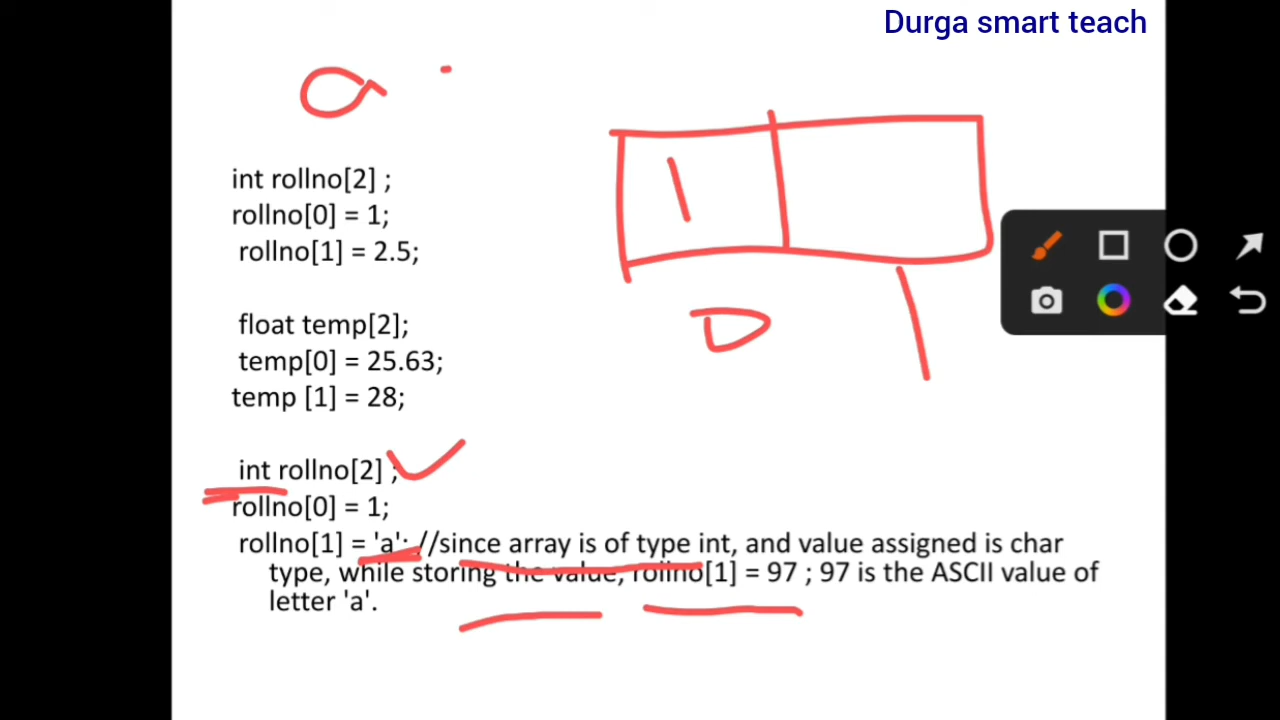 Durga smart teach
a
int rollno[2] ;
rollno[0] = 1;
rollno[1] = 2.5;
1
0 1
float temp[2];
temp[0] = 25.63;
temp [1] = 28;
int rollno[2] ;
rollno[0] = 1;
rollno[1] = 'a'; //since array is of type int, and value assigned is char
type, while storing the value, rollno[1] = 97 ; 97 is the ASCII value of
letter 'a'.